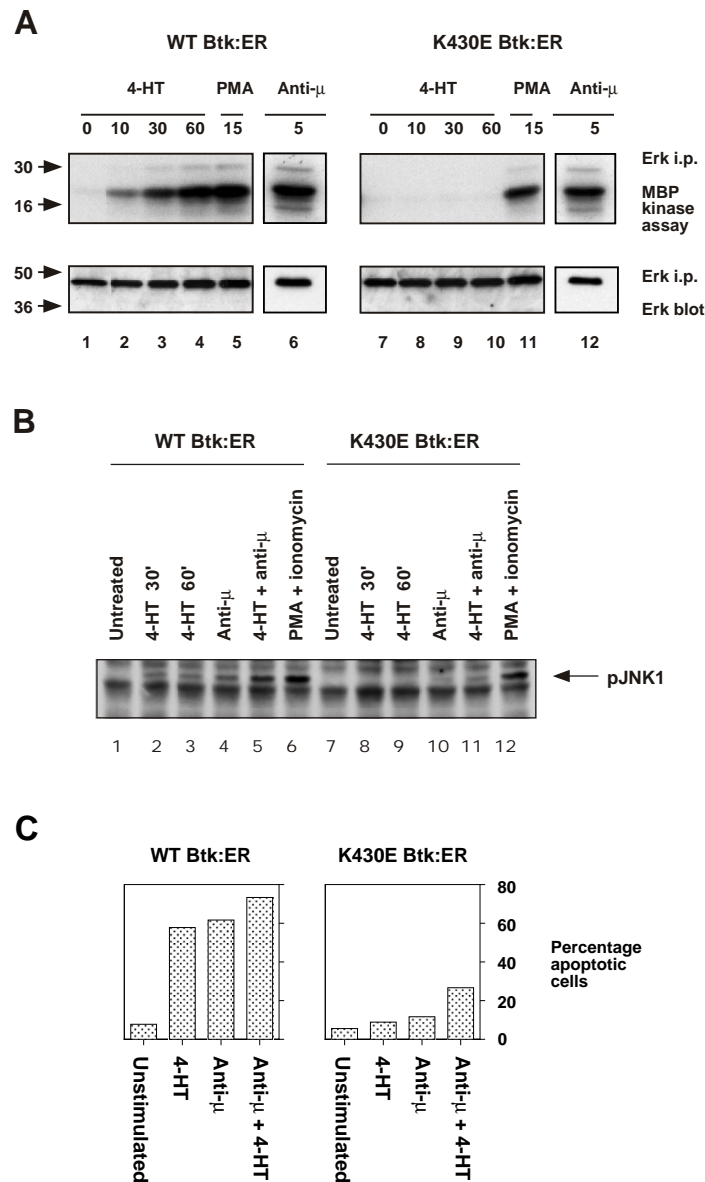 A
WT Btk:ER
K430E Btk:ER
4-HT PMA Anti-μ 4-HT PMA Anti-μ
0 10 30 60 15 5 0 10 30 60 15 5
30
16
Erk i.p.
MBP
kinase
assay
50
36
Erk i.p.
Erk blot
1 2 3 4 5 6 7 8 9 10 11 12
B
WT Btk:ER
K430E Btk:ER
Untreated
4-HT 30'
4-HT 60'
Anti-μ
4-HT + anti-μ
PMA + ionomycin
Untreated
4-HT 30'
4-HT 60'
Anti-μ
4-HT + anti-μ
PMA + ionomycin
pJNK1
1 2 3 4 5 6 7 8 9 10 11 12
C
WT Btk:ER
K430E Btk:ER
80
60
40
20
0
Percentage
apoptotic
cells
Unstimulated
4-HT
Anti-μ
Anti-μ + 4-HT
Unstimulated
4-HT
Anti-μ
Anti-μ + 4-HT